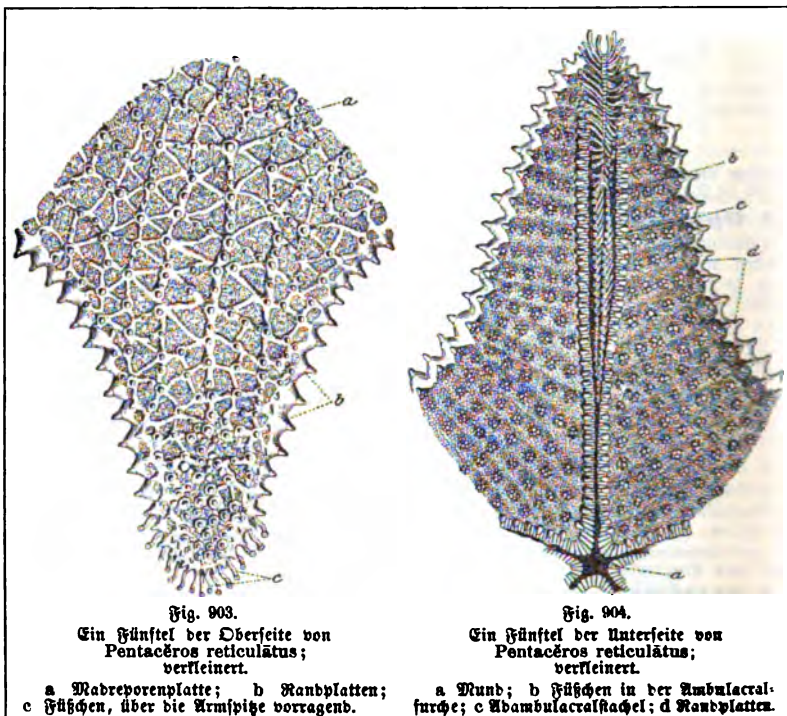 a
b
c
b
c
d
a
Fig. 903.
Ein Fünftel der Oberseite von
Pentacĕros reticulātus;
verkleinert.
a Madreporenplatte; b Randplatten;
c Füßchen, über die Armspitze vorragend.
Fig. 904.
Ein Fünftel der Unterseite von
Pentacĕros reticulātus;
verkleinert.
a Mund; b Füßchen in der Ambulacral-
furche; c Adambulacralstachel; d Randplatten.